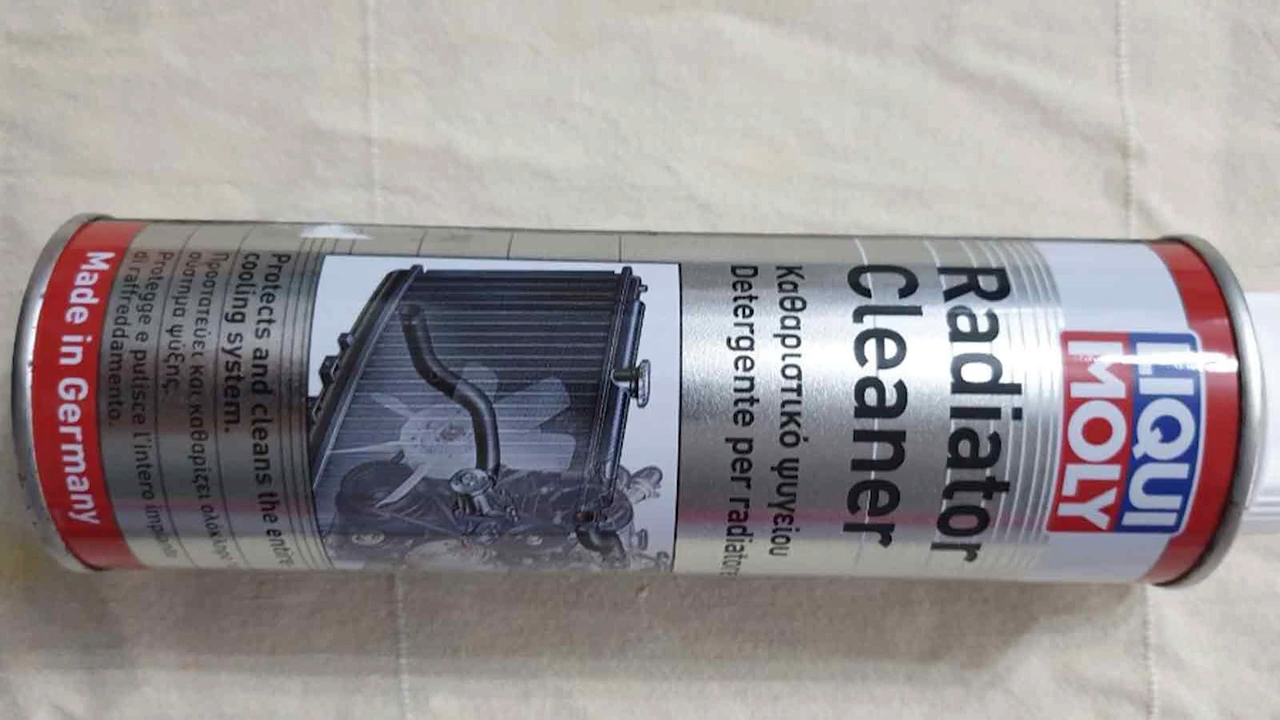 LIQUI
MOLY
Radiator
Cleaner
Καθαριστικό ψυγείου
Detergente per radiatori
Protects and cleans the entire
cooling system.
Προστατεύει και καθαρίζει
σύστημα ψύξης.
Protegge e pulisce l'intero
di raffreddamento.
Made in Germany